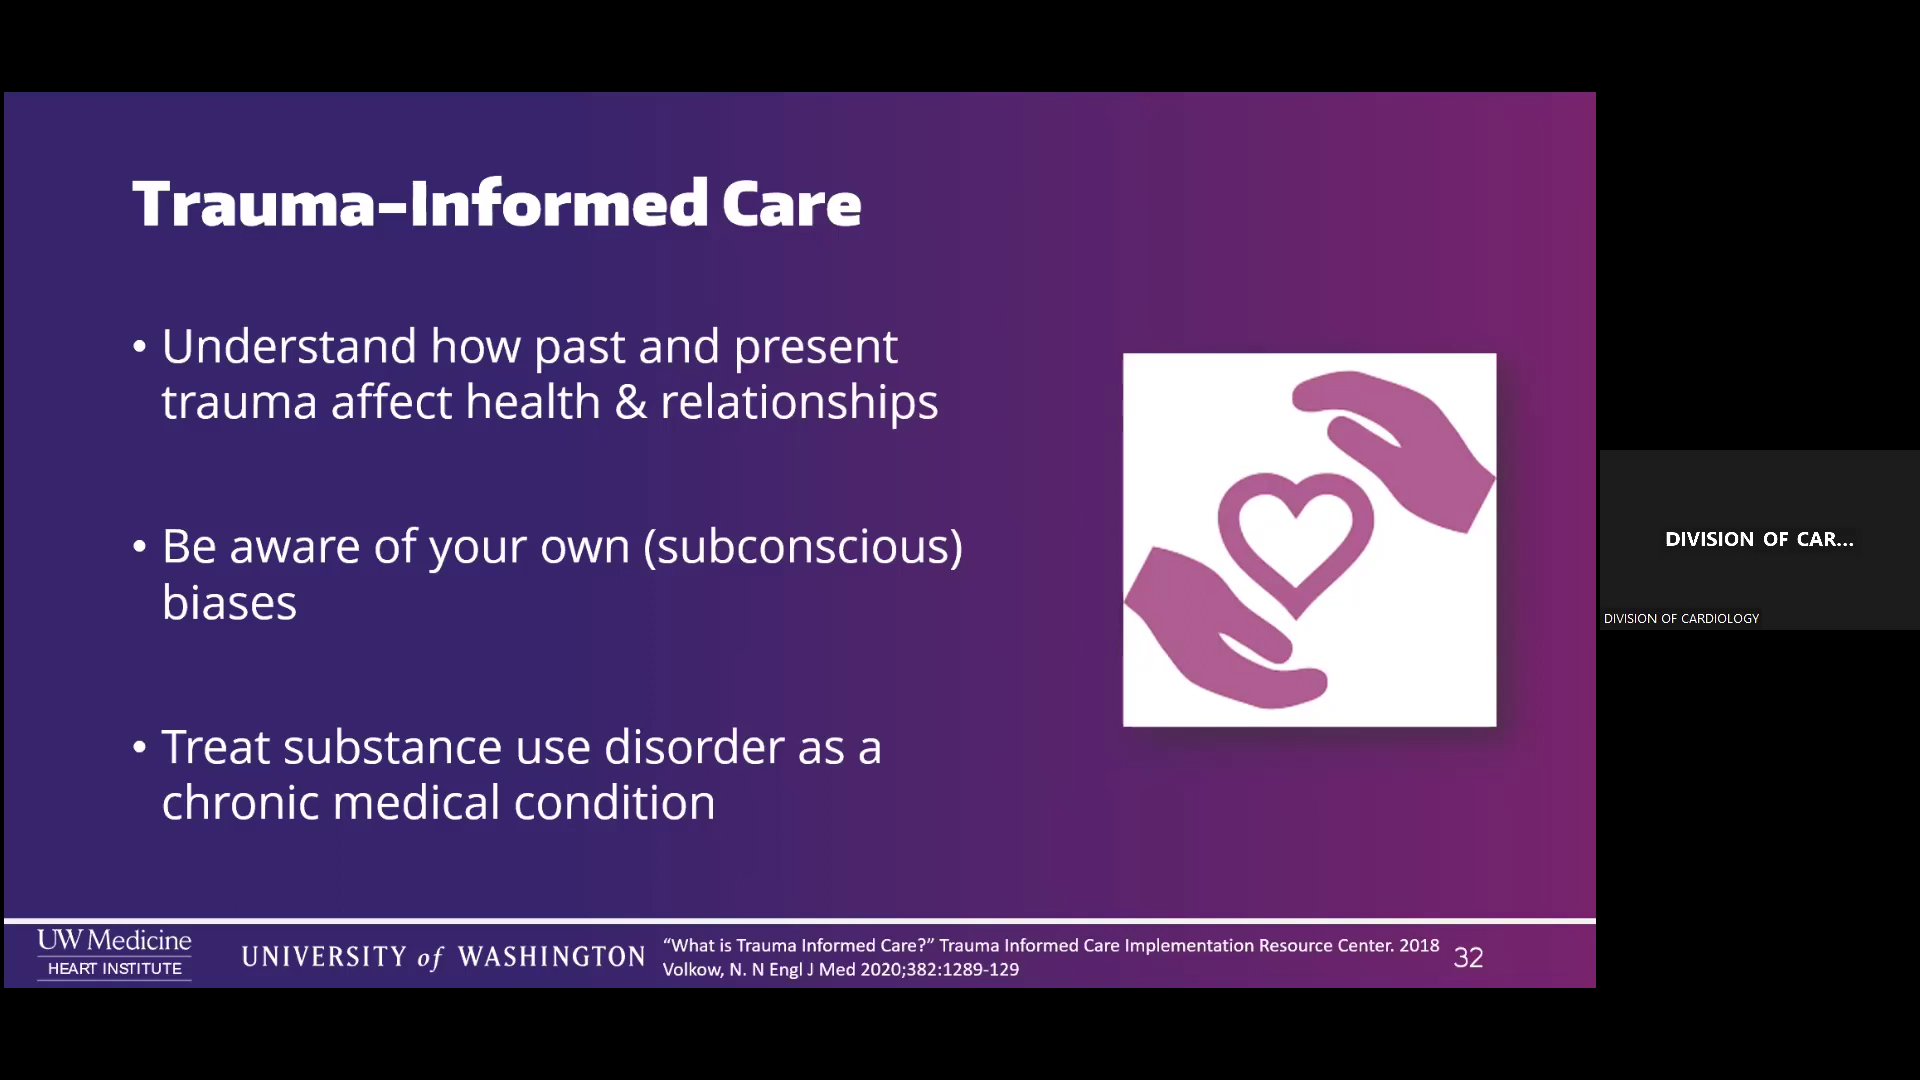 Trauma-Informed Care
• Understand how past and present
trauma affect health & relationships
• Be aware of your own (subconscious)
biases
• Treat substance use disorder as a
chronic medical condition
UW Medicine
HEART INSTITUTE
UNIVERSITY of WASHINGTON
“What is Trauma Informed Care?” Trauma Informed Care Implementation Resource Center. 2018
Volkow, N. N Engl J Med 2020;382:1289-129
32
DIVISION OF CAR...
DIVISION OF CARDIOLOGY